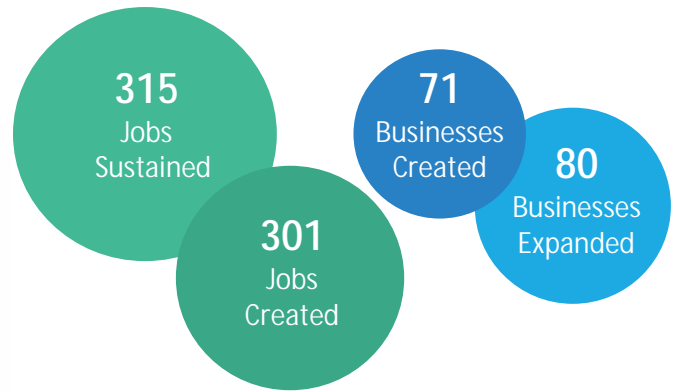 315
Jobs
Sustained
301
Jobs
Created
71
Businesses
Created
80
Businesses
Expanded